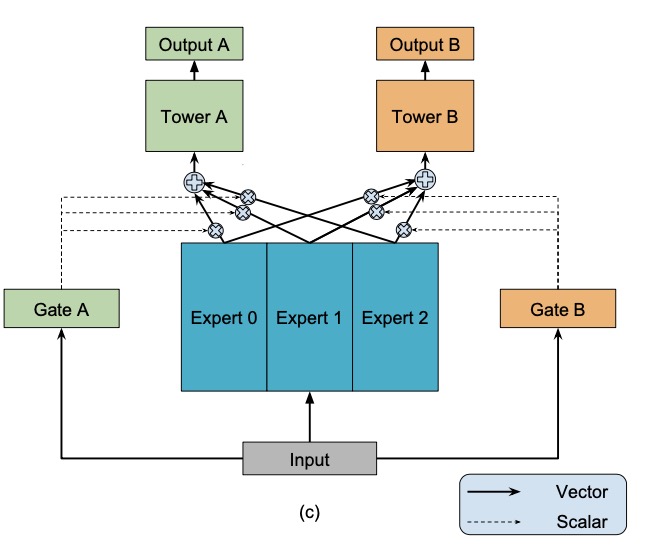 Output A
Output B
Tower A
Tower B
Gate A
Expert 0
Expert 1
Expert 2
Gate B
Input
(c)
Vector
Scalar